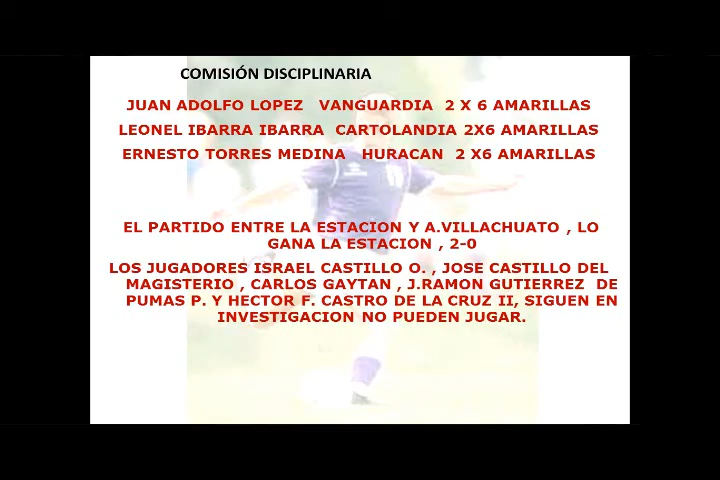 COMISIÓN DISCIPLINARIA
JUAN ADOLFO LOPEZ VANGUARDIA 2 X 6 AMARILLAS
LEONEL IBARRA IBARRA CARTOLANDIA 2X6 AMARILLAS
ERNESTO TORRES MEDINA HURACAN 2 X6 AMARILLAS
EL PARTIDO ENTRE LA ESTACION Y A.VILLACHUATO , LO
GANA LA ESTACION , 2-0
LOS JUGADORES ISRAEL CASTILLO O. , JOSE CASTILLO DEL
MAGISTERIO , CARLOS GAYTAN , J.RAMON GUTIERREZ DE
PUMAS P. Y HECTOR F. CASTRO DE LA CRUZ II, SIGUEN EN
INVESTIGACION NO PUEDEN JUGAR.